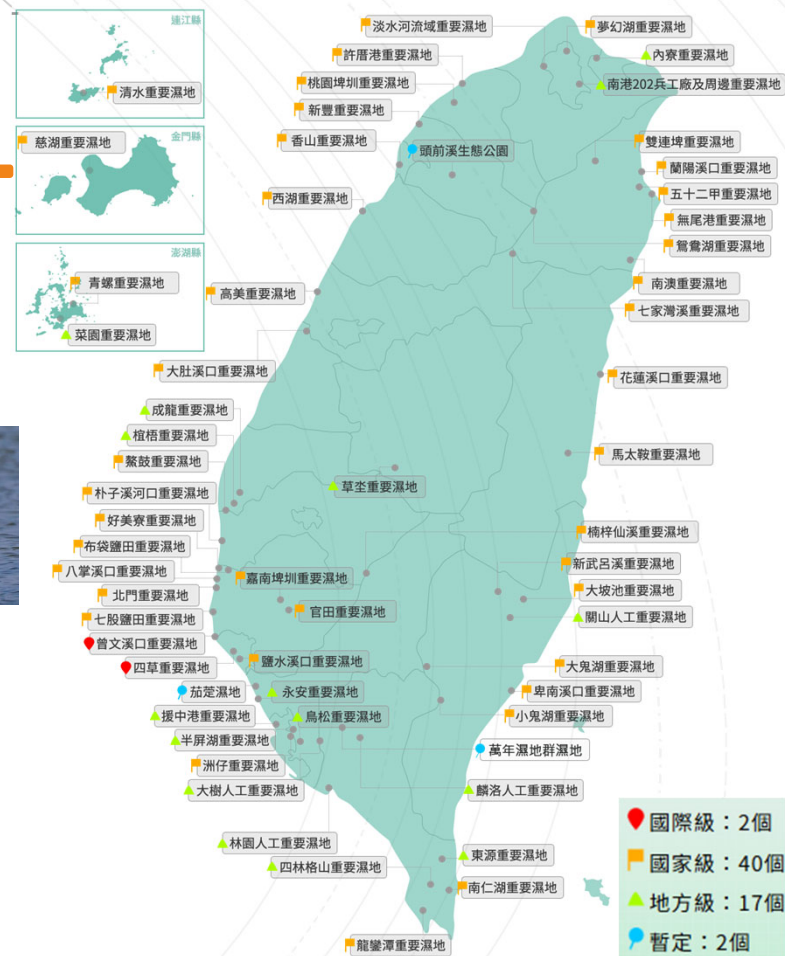 連江縣
清水重要濕地
金門縣
慈湖重要濕地
澎湖縣
青螺重要濕地
菜園重要濕地
淡水河流域重要濕地
許厝港重要濕地
桃園埤圳重要濕地
新豐重要濕地
香山重要濕地
頭前溪生態公園
西湖重要濕地
高美重要濕地
大肚溪口重要濕地
成龍重要濕地
椬梧重要濕地
鰲鼓重要濕地
朴子溪河口重要濕地
好美寮重要濕地
布袋鹽田重要濕地
八掌溪口重要濕地
嘉南埤圳重要濕地
北門重要濕地
官田重要濕地
七股鹽田重要濕地
曾文溪口重要濕地
四草重要濕地
鹽水溪口重要濕地
茄萣濕地
永安重要濕地
援中港重要濕地
鳥松重要濕地
半屏湖重要濕地
洲仔重要濕地
大樹人工重要濕地
林園人工重要濕地
四林格山重要濕地
龍鑾潭重要濕地
草坔重要濕地
夢幻湖重要濕地
內寮重要濕地
南港202兵工廠及周邊重要濕地
雙連埤重要濕地
蘭陽溪口重要濕地
五十二甲重要濕地
無尾港重要濕地
鴛鴦湖重要濕地
南澳重要濕地
七家灣溪重要濕地
花蓮溪口重要濕地
馬太鞍重要濕地
楠梓仙溪重要濕地
新武呂溪重要濕地
大坡池重要濕地
關山人工重要濕地
大鬼湖重要濕地
卑南溪口重要濕地
小鬼湖重要濕地
萬年濕地群濕地
麟洛人工重要濕地
東源重要濕地
南仁湖重要濕地
國際級：2個
國家級：40個
地方級：17個
暫定：2個